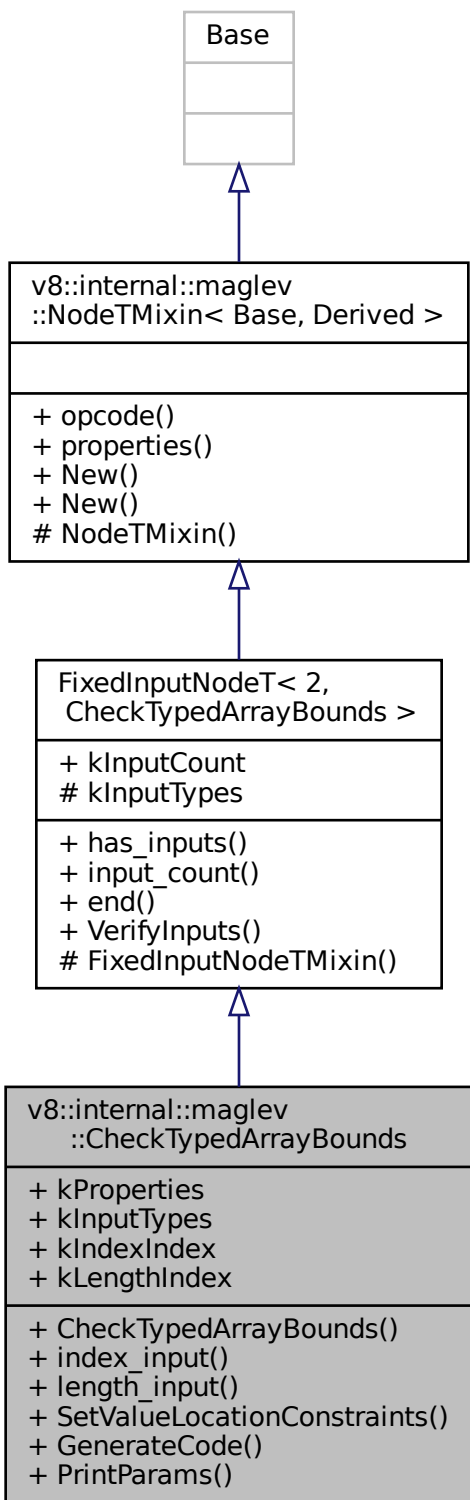 Base
v8::internal::maglev
::NodeTMixin< Base, Derived >
+ opcode()
+ properties()
+ New()
+ New()
# NodeTMixin()
FixedInputNodeT< 2,
CheckTypedArrayBounds >
+ kInputCount
# kInputTypes
+ has_inputs()
+ input_count()
+ end()
+ VerifyInputs()
# FixedInputNodeTMixin()
v8::internal::maglev
::CheckTypedArrayBounds
+ kProperties
+ kInputTypes
+ kIndexIndex
+ kLengthIndex
+ CheckTypedArrayBounds()
+ index_input()
+ length_input()
+ SetValueLocationConstraints()
+ GenerateCode()
+ PrintParams()